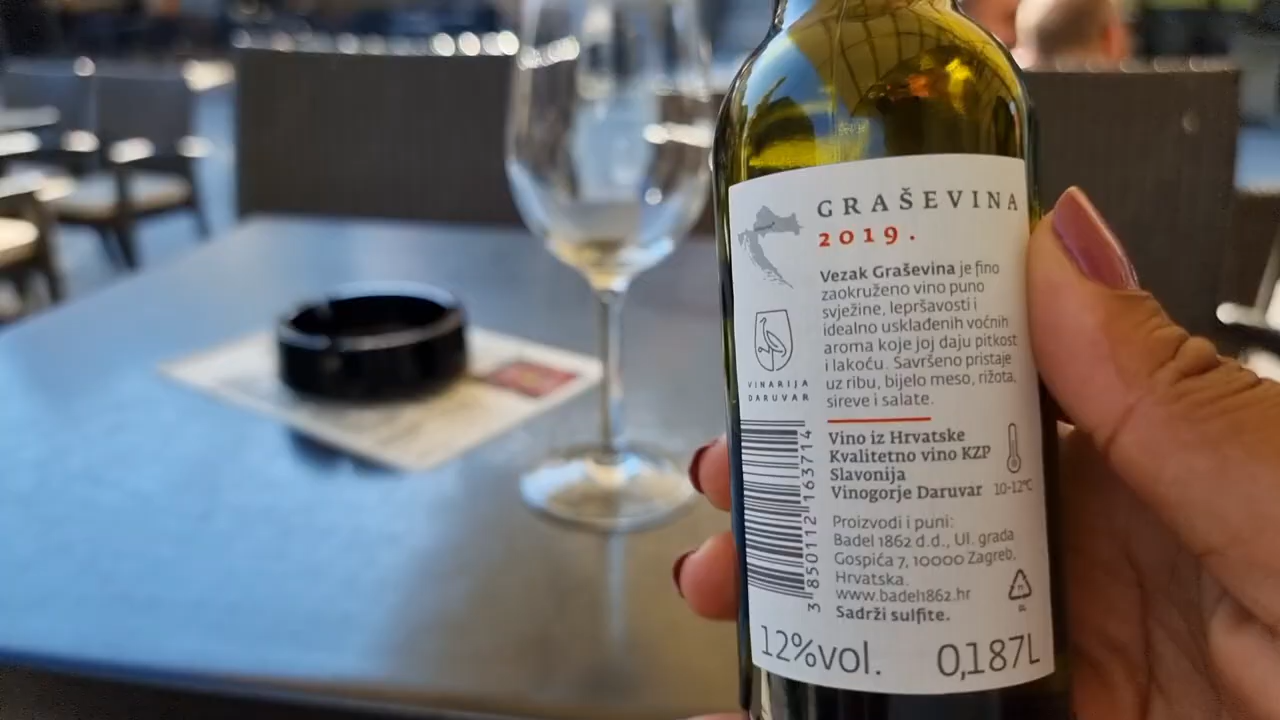 GRAŠEVINA
2019.
Vezak Graševina je fino
zaokruženo vino puno
svježine, lepršavosti i
idealno usklađenih voćnih
aroma koje joj daju pitkost
i lakoću. Savršeno pristaje
uz ribu, bijelo meso, rižota,
sireve i salate.
VINARIJA
DARUVAR
Vino iz Hrvatske
Kvalitetno vino KZP
Slavonija
Vinogorje Daruvar
10-12°C
Proizvodi i puni:
Badel 1862 d.d., Ul. grada
Gospića 7, 10000 Zagreb,
Hrvatska.
www.badel1862.hr
Sadrži sulfite.
3 850112 163714
12%vol.
0,187L